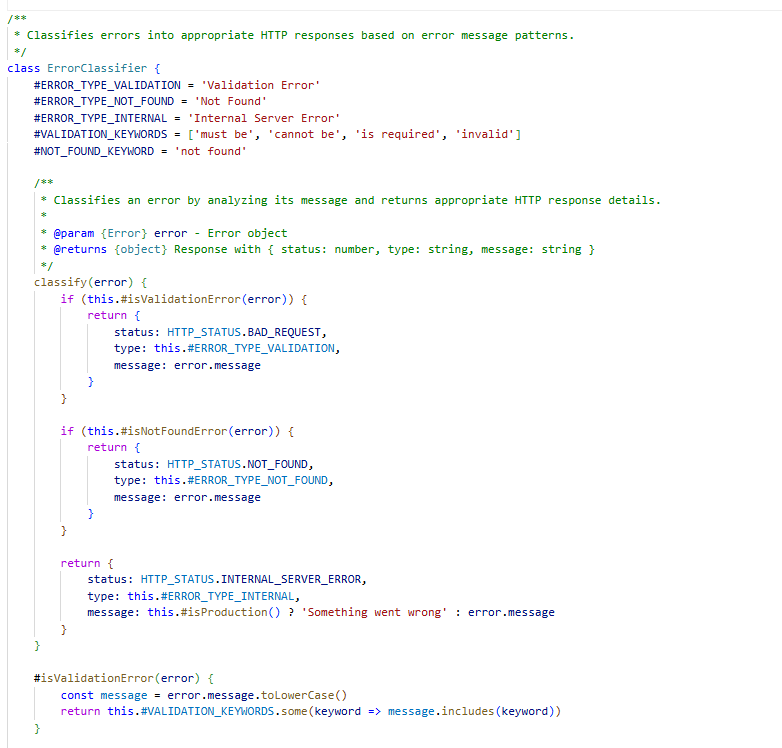 /**
 * Classifies errors into appropriate HTTP responses based on error message patterns.
 */
class ErrorClassifier {
    #ERROR_TYPE_VALIDATION = 'Validation Error'
    #ERROR_TYPE_NOT_FOUND = 'Not Found'
    #ERROR_TYPE_INTERNAL = 'Internal Server Error'
    #VALIDATION_KEYWORDS = ['must be', 'cannot be', 'is required', 'invalid']
    #NOT_FOUND_KEYWORD = 'not found'

    /**
     * Classifies an error by analyzing its message and returns appropriate HTTP response details.
     *
     * @param {Error} error - Error object
     * @returns {object} Response with { status: number, type: string, message: string }
     */
    classify(error) {
        if (this.#isValidationError(error)) {
            return {
                status: HTTP_STATUS.BAD_REQUEST,
                type: this.#ERROR_TYPE_VALIDATION,
                message: error.message
            }
        }

        if (this.#isNotFoundError(error)) {
            return {
                status: HTTP_STATUS.NOT_FOUND,
                type: this.#ERROR_TYPE_NOT_FOUND,
                message: error.message
            }
        }

        return {
            status: HTTP_STATUS.INTERNAL_SERVER_ERROR,
            type: this.#ERROR_TYPE_INTERNAL,
            message: this.#isProduction() ? 'Something went wrong' : error.message
        }
    }

    #isValidationError(error) {
        const message = error.message.toLowerCase()
        return this.#VALIDATION_KEYWORDS.some(keyword => message.includes(keyword))
    }